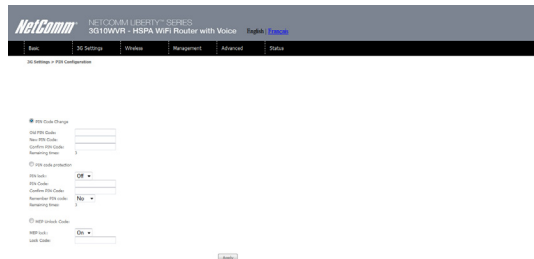 NetComm™ NETCOMM LIBERTY™ SERIES
3G10WVR - HSPA WiFi Router with Voice English | Français
Basic 3G Settings Wireless Management Advanced Status
3G Settings > PIN Configuration
PIN Code Change
Old PIN Code:
New PIN Code:
Confirm PIN Code:
Remaining times: 3
PIN code protection
PIN lock: Off
PIN Code:
Confirm PIN Code:
Remember PIN code: No
Remaining times: 3
MEP Unlock Code
MEP lock: On
Lock Code:
Apply